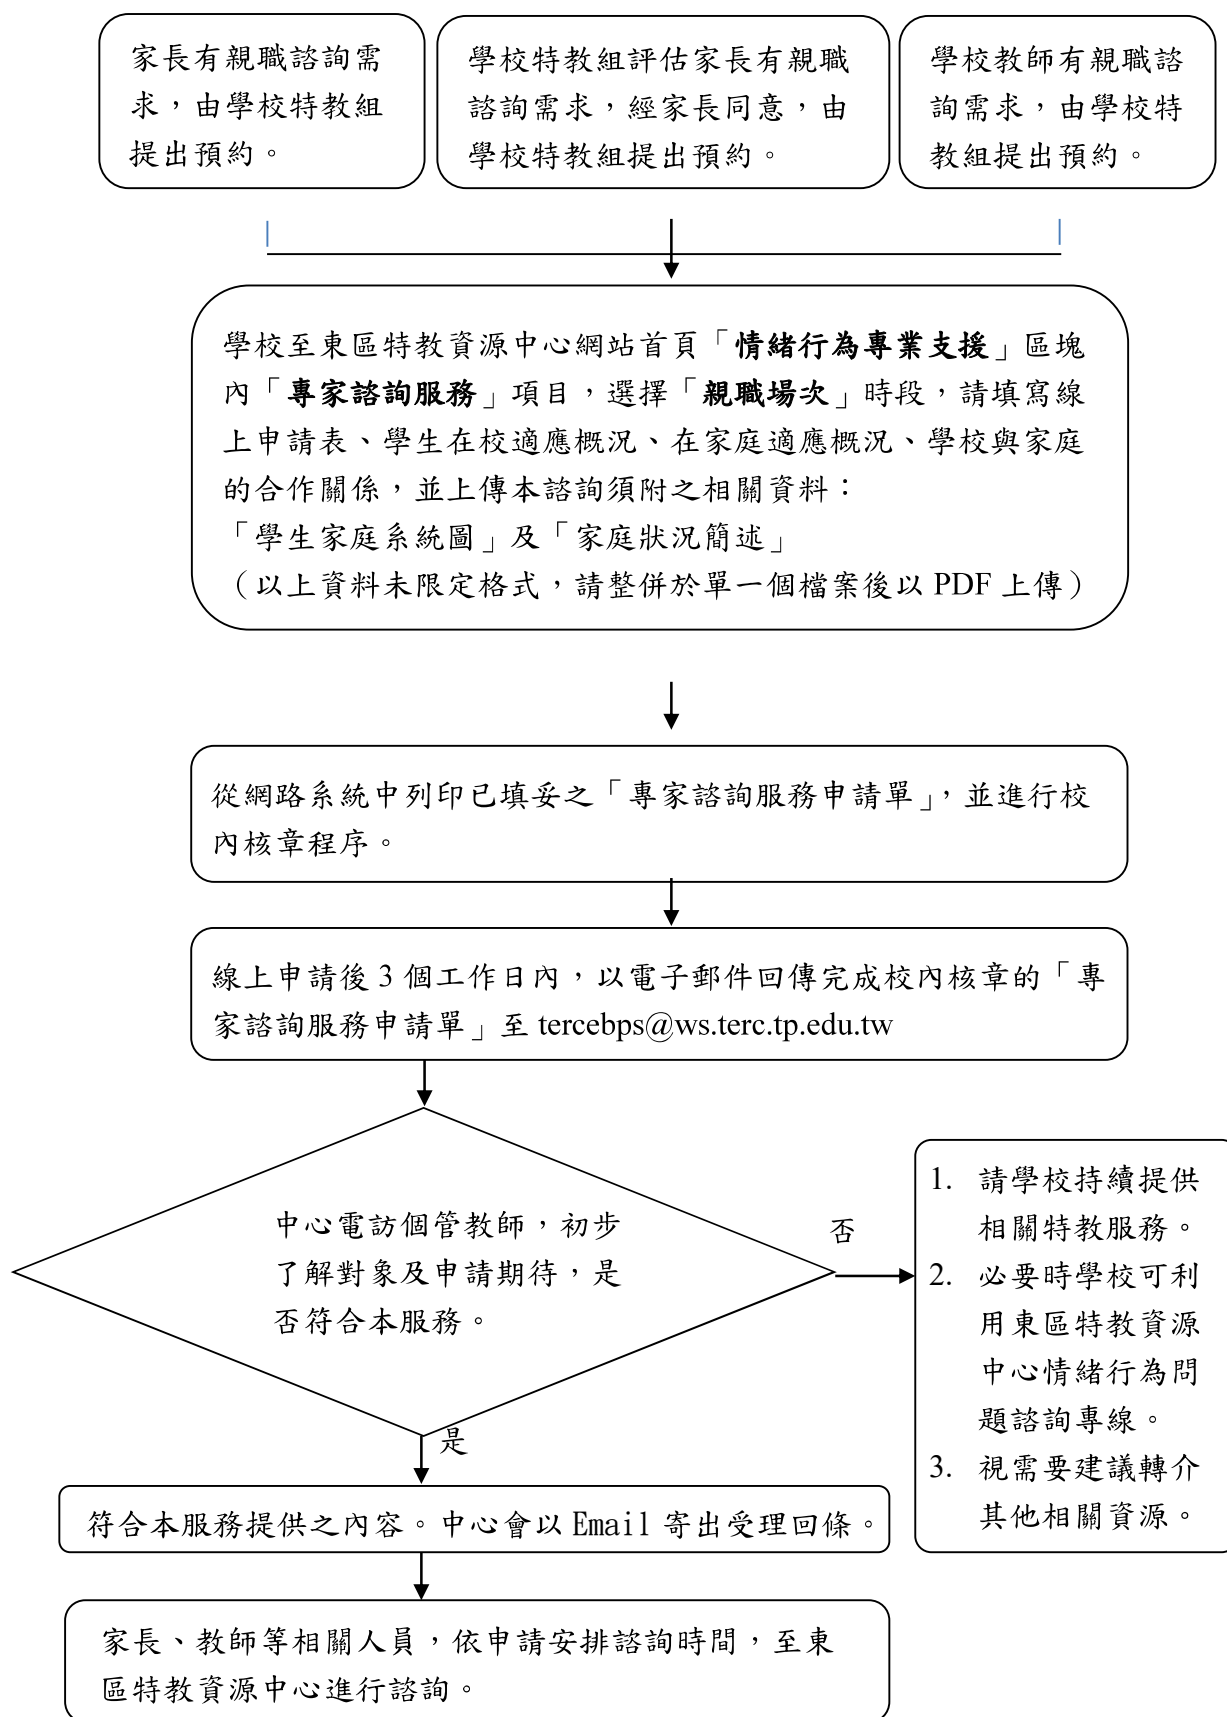 家長有親職諮詢需
求，由學校特教組
提出預約。
學校特教組評估家長有親職
諮詢需求，經家長同意，由
學校特教組提出預約。
學校教師有親職諮
詢需求，由學校特
教組提出預約。
學校至東區特教資源中心網站首頁「情緒行為專業支援」區塊
內「專家諮詢服務」項目，選擇「親職場次」時段，請填寫線
上申請表、學生在校適應概況、在家庭適應概況、學校與家庭
的合作關係，並上傳本諮詢須附之相關資料：
「學生家庭系統圖」及「家庭狀況簡述」
（以上資料未限定格式，請整併於單一個檔案後以 PDF 上傳）
從網路系統中列印已填妥之「專家諮詢服務申請單」，並進行校
內核章程序。
線上申請後 3 個工作日內，以電子郵件回傳完成校內核章的「專
家諮詢服務申請單」至 tercebps@ws.terc.tp.edu.tw
中心電訪個管教師，初步
了解對象及申請期待，是
否符合本服務。
否
1. 請學校持續提供
相關特教服務。
2. 必要時學校可利
用東區特教資源
中心情緒行為問
題諮詢專線。
3. 視需要建議轉介
其他相關資源。
是
符合本服務提供之內容。中心會以 Email 寄出受理回條。
家長、教師等相關人員，依申請安排諮詢時間，至東
區特教資源中心進行諮詢。